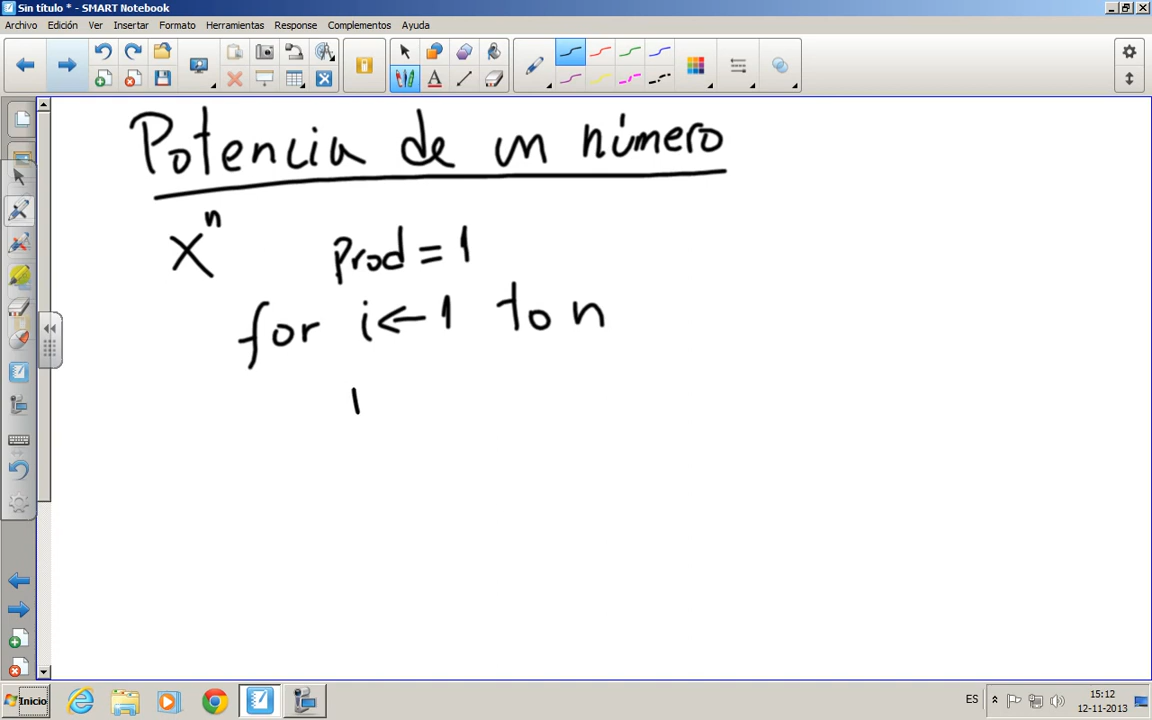 Sin título * - SMART Notebook
Archivo Edición Ver Insertar Formato Herramientas Response Complementos Ayuda
Potencia de un número
xⁿ prod = 1
for i ← 1 to n
Inicio
ES 15:12
12-11-2013